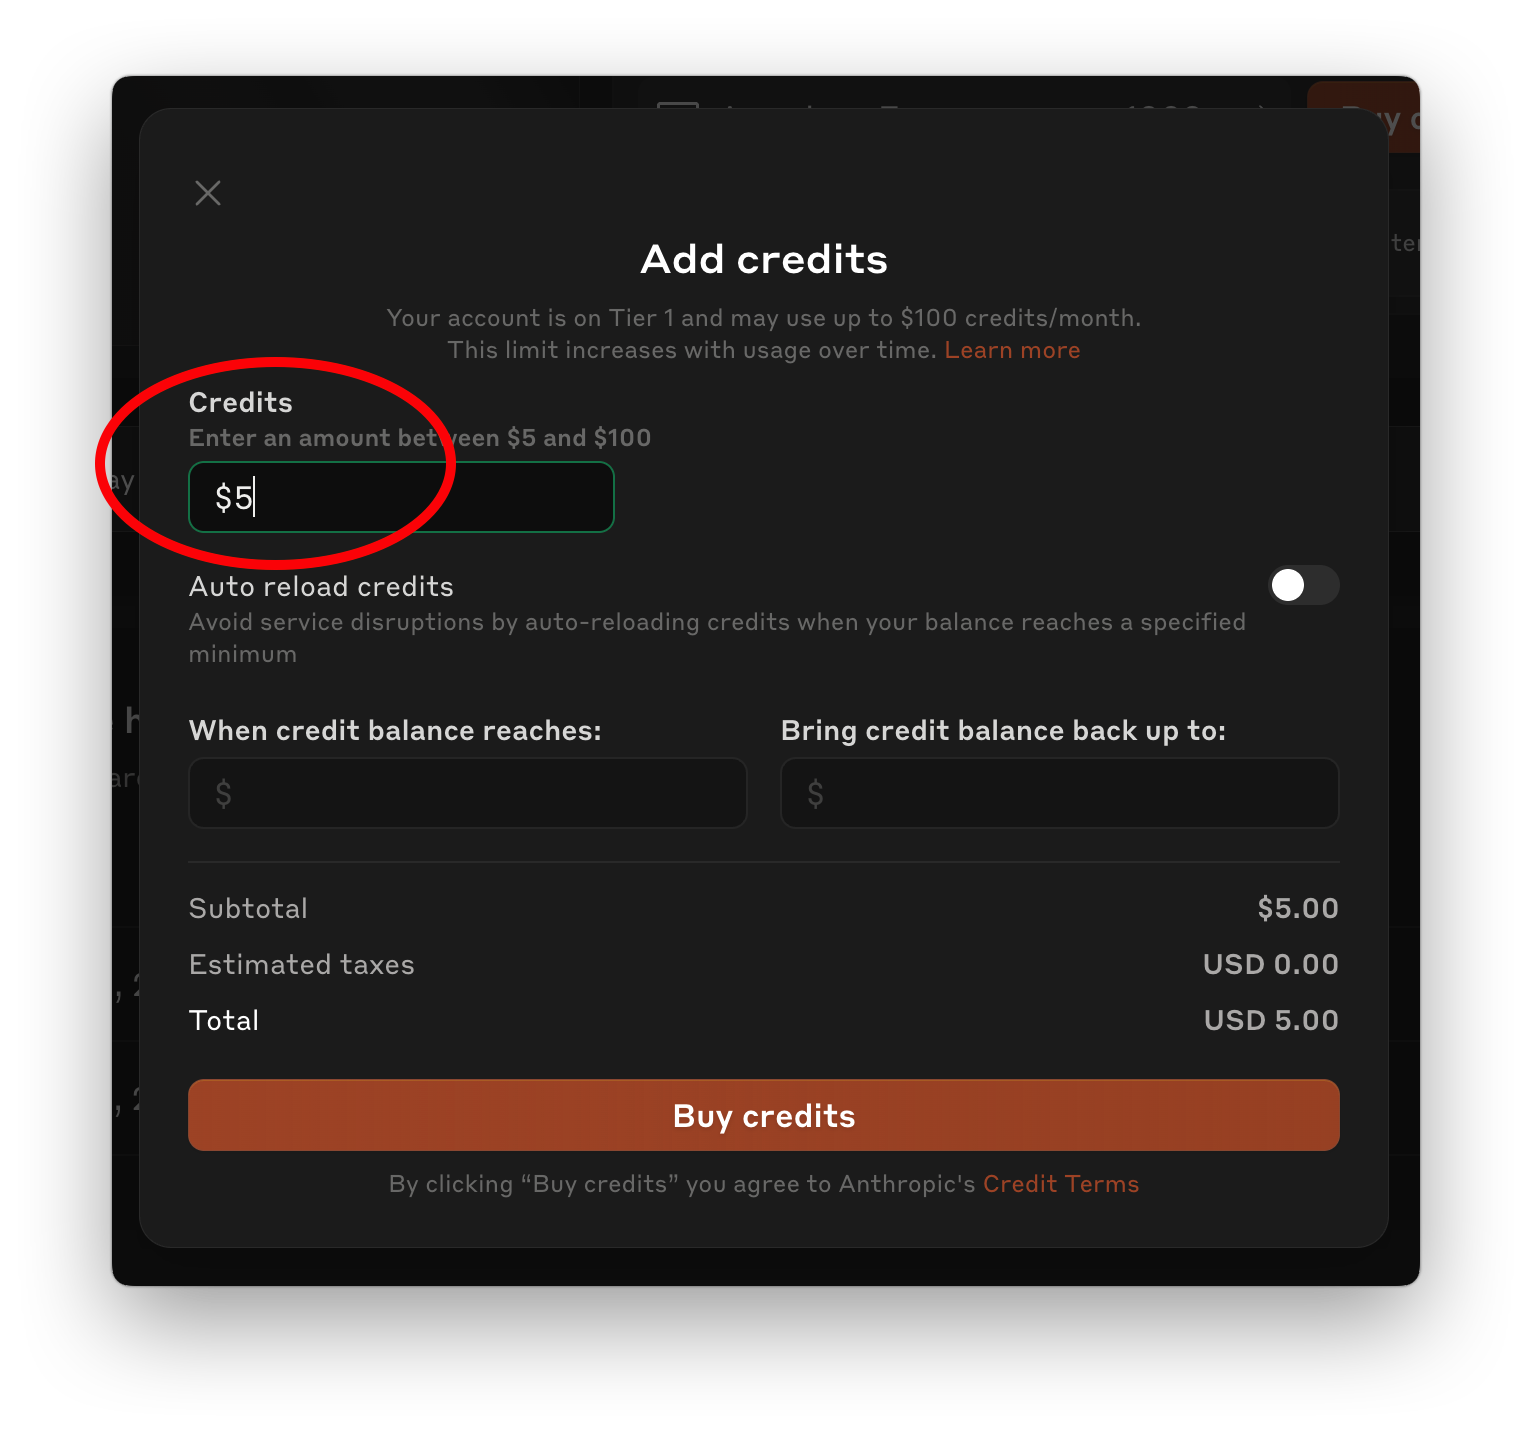 Add credits
Your account is on Tier 1 and may use up to $100 credits/month.
This limit increases with usage over time. Learn more
Credits
Enter an amount between $5 and $100
$5
Auto reload credits
Avoid service disruptions by auto-reloading credits when your balance reaches a specified
minimum
When credit balance reaches: Bring credit balance back up to:
$ $
Subtotal $5.00
Estimated taxes USD 0.00
Total USD 5.00
Buy credits
By clicking “Buy credits” you agree to Anthropic's Credit Terms